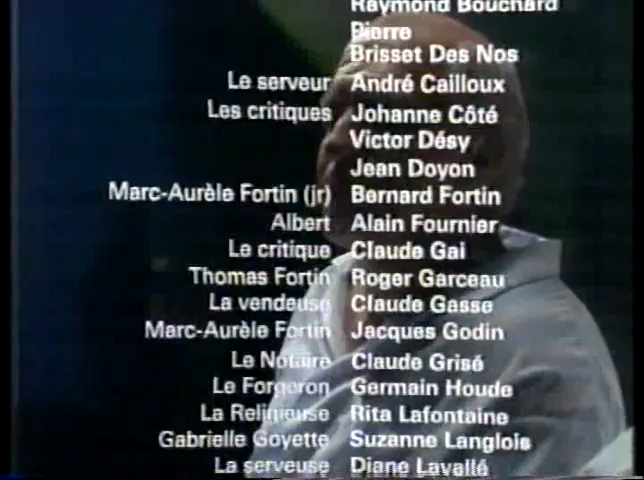 Raymond Bouchard
Pierre
Brisset Des Nos
Le serveur André Cailloux
Les critiques Johanne Côté
Victor Désy
Jean Doyon
Marc-Aurèle Fortin (jr) Bernard Fortin
Albert Alain Fournier
Le critique Claude Gai
Thomas Fortin Roger Garceau
La vendeuse Claude Gasse
Marc-Aurèle Fortin Jacques Godin
Le Notaire Claude Grisé
Le Forgeron Germain Houde
La Religieuse Rita Lafontaine
Gabrielle Goyette Suzanne Langlois
La serveuse Diane Lavallé